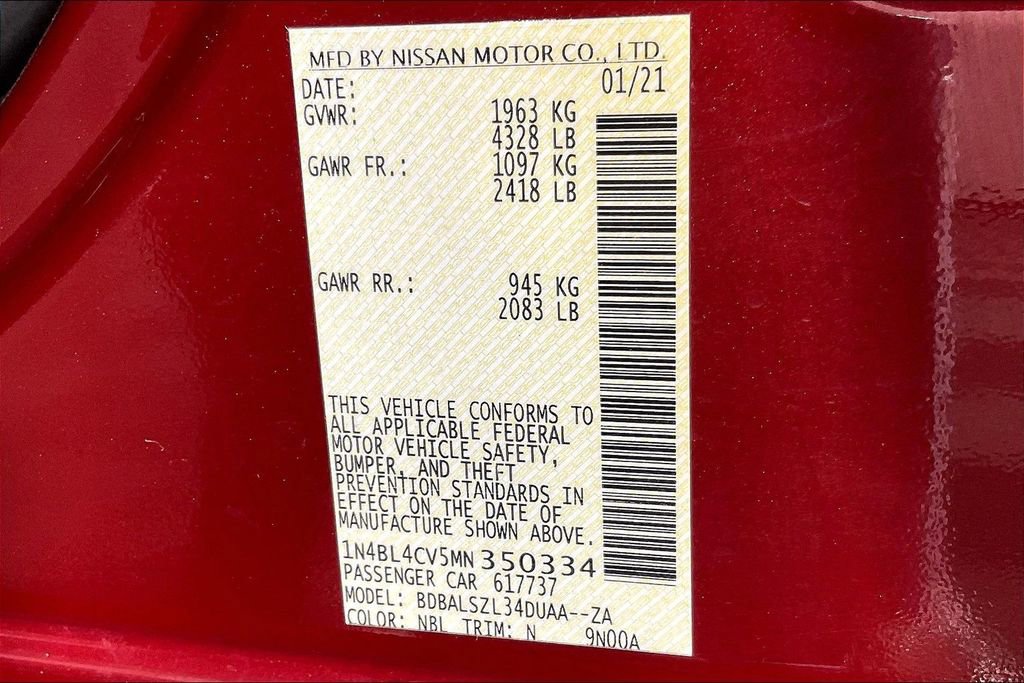 MFD BY NISSAN MOTOR CO., LTD.
DATE: 01/21
GVWR: 1963 KG
4328 LB
GAWR FR.: 1097 KG
2418 LB
GAWR RR.: 945 KG
2083 LB
THIS VEHICLE CONFORMS TO
ALL APPLICABLE FEDERAL
MOTOR VEHICLE SAFETY,
BUMPER, AND THEFT
PREVENTION STANDARDS IN
EFFECT ON THE DATE OF
MANUFACTURE SHOWN ABOVE.
1N4BL4CV5MN350334
PASSENGER CAR 617737
MODEL: BDBALSZL34DUAA--ZA
COLOR: NBL TRIM: N 9N00A